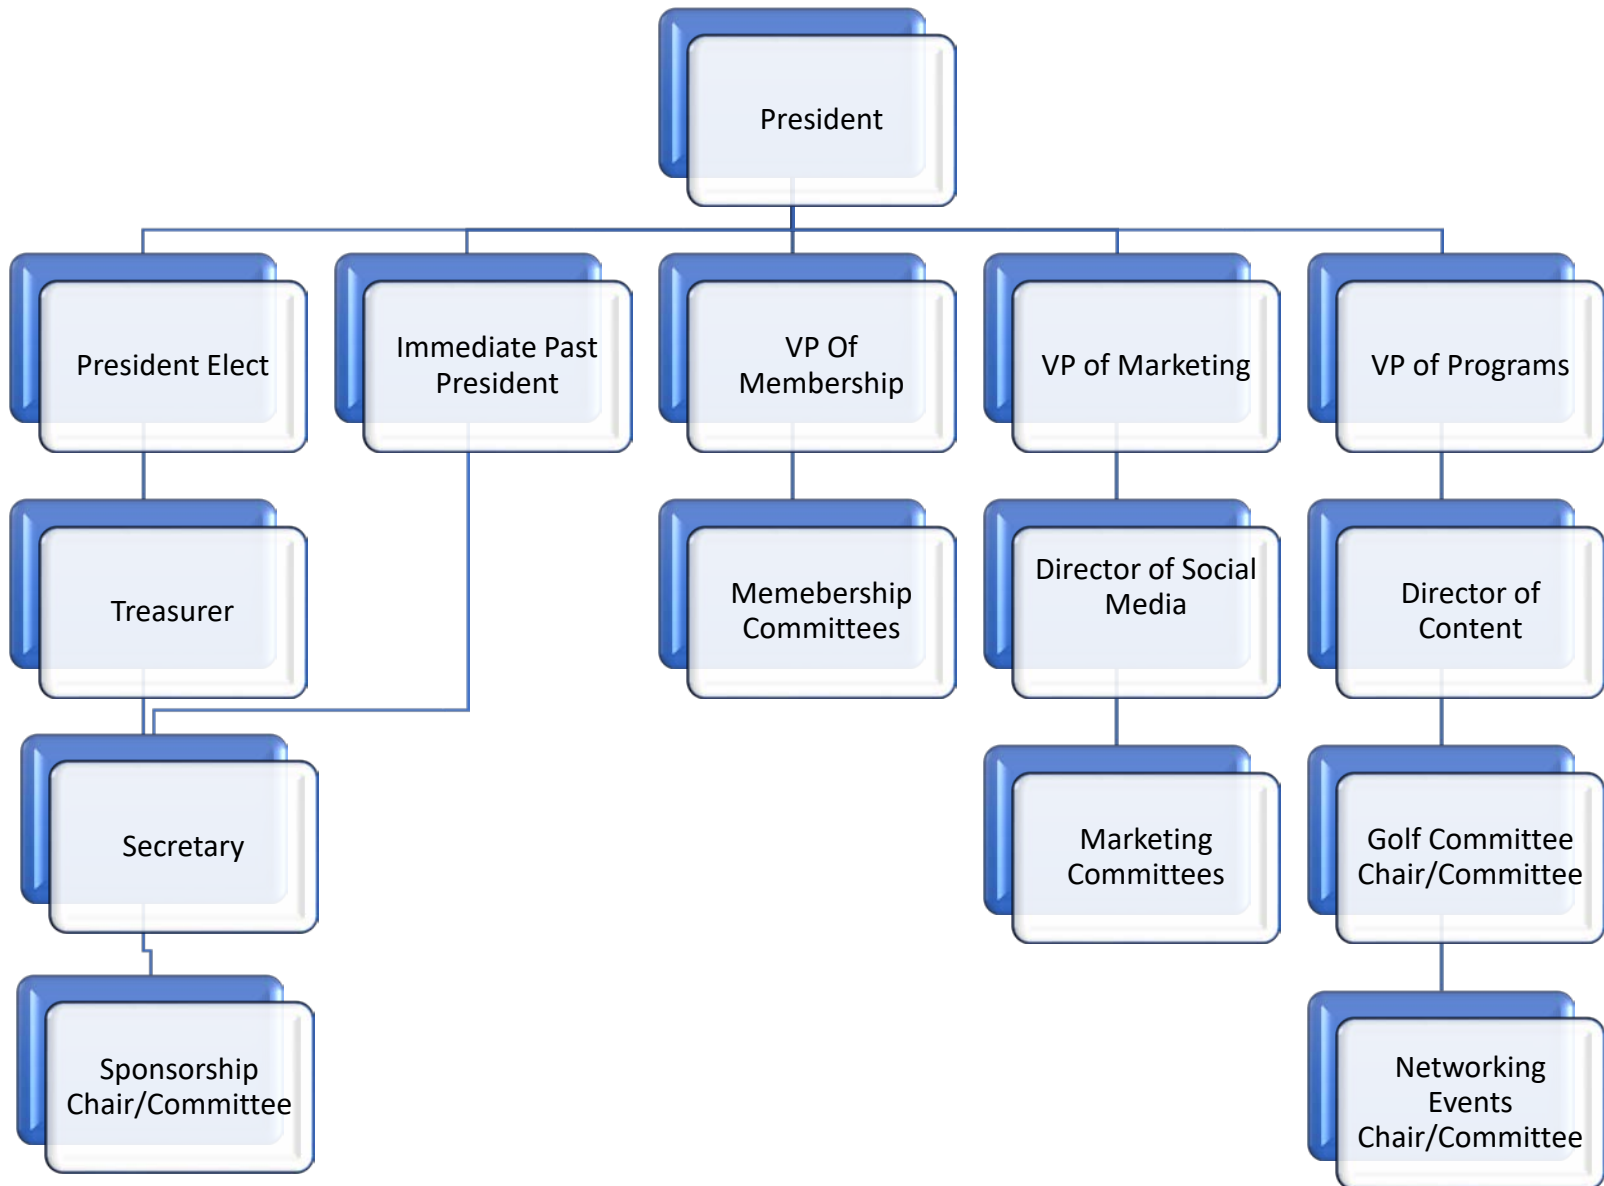 President
President Elect
Immediate Past
President
VP Of
Membership
VP of Marketing
VP of Programs
Treasurer
Memebership
Committees
Director of Social
Media
Director of
Content
Secretary
Marketing
Committees
Golf Committee
Chair/Committee
Sponsorship
Chair/Committee
Networking
Events
Chair/Committee